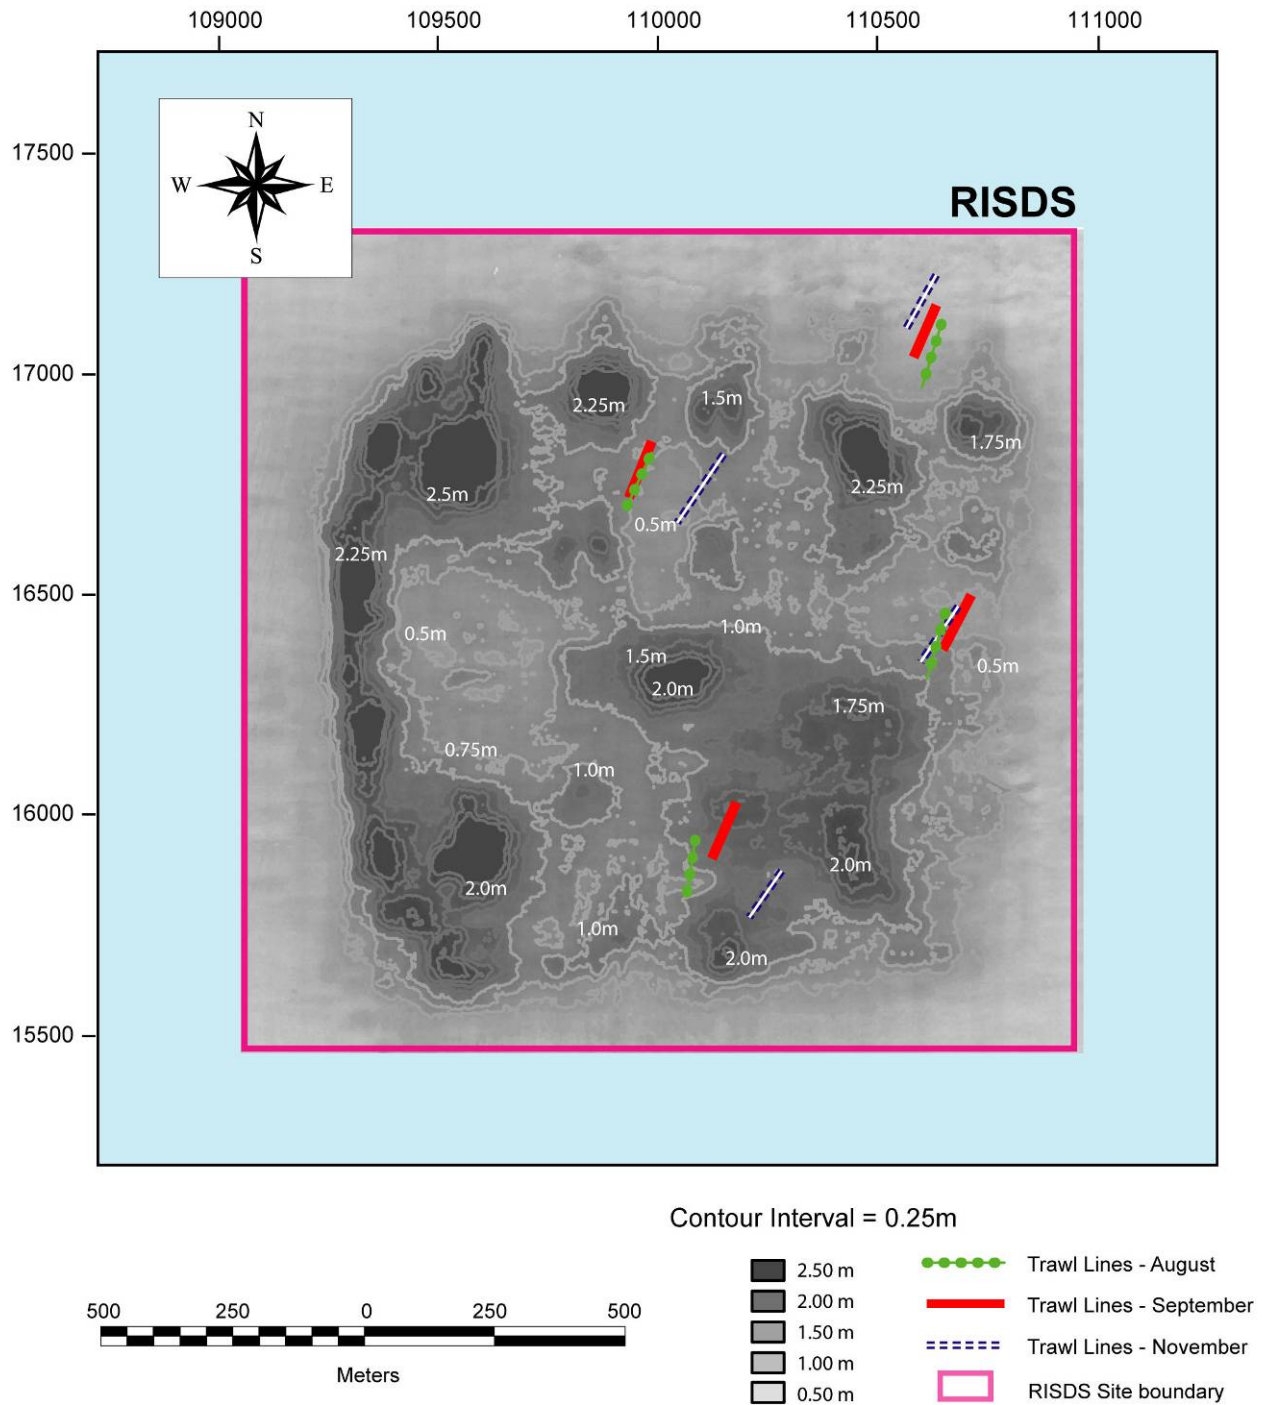 109000 109500 110000 110500 111000
N
W E
S
17500
RISDS
17000
2.25m 1.5m
1.75m
2.5m 2.25m
0.5m
2.25m
16500
0.5m 1.0m
1.5m 0.5m
2.0m
1.75m
0.75m
1.0m
16000
2.0m
2.0m
1.0m
2.0m
15500
Contour Interval = 0.25m
2.50 m
2.00 m
1.50 m
1.00 m
0.50 m
Trawl Lines - August
Trawl Lines - September
Trawl Lines - November
RISDS Site boundary
500 250 0 250 500
Meters